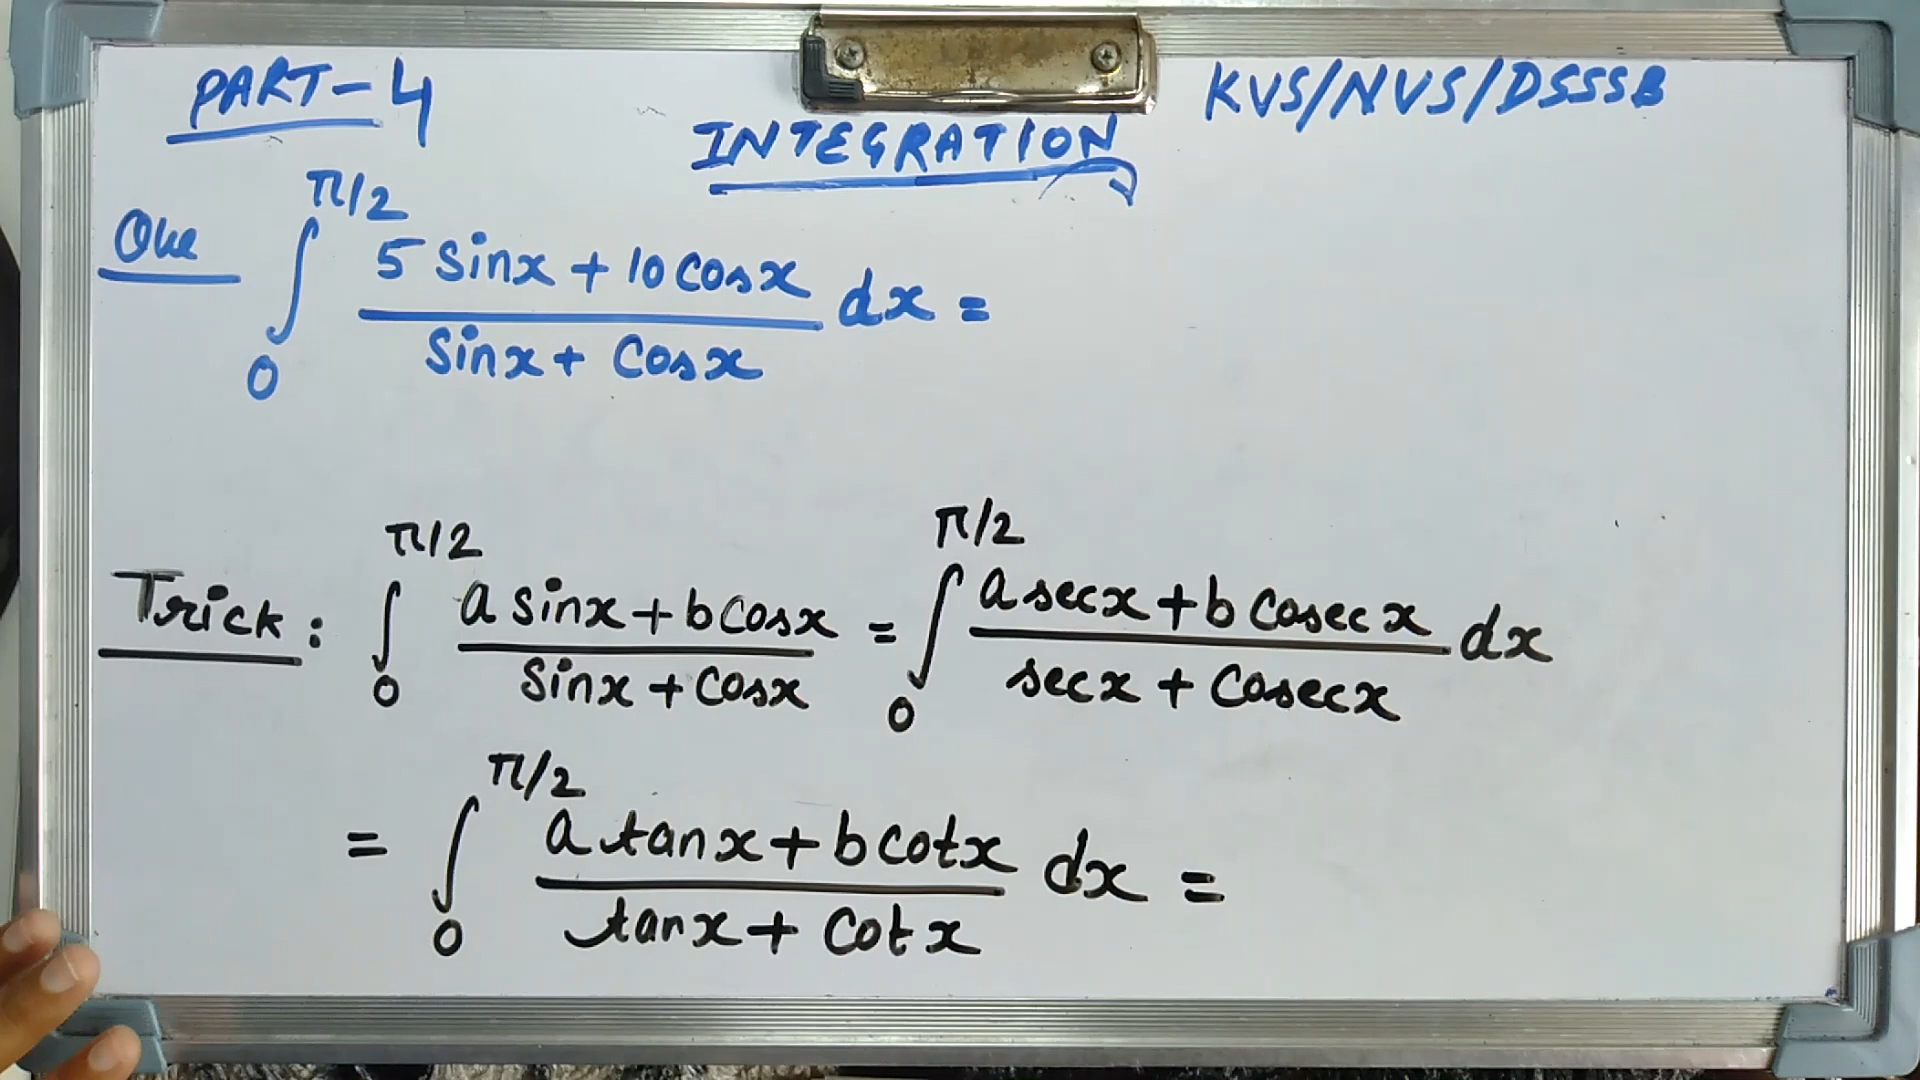 PART-4
KVS/NVS/DSSSB
INTEGRATION
Que ∫₀^(π/2) (5 sinx + 10 cosx)/(sinx + cosx) dx =
Trick: ∫₀^(π/2) (a sinx + b cosx)/(sinx + cosx) = ∫₀^(π/2) (a secx + b cosecx)/(secx + cosecx) dx
= ∫₀^(π/2) (a tanx + b cotx)/(tanx + cotx) dx =